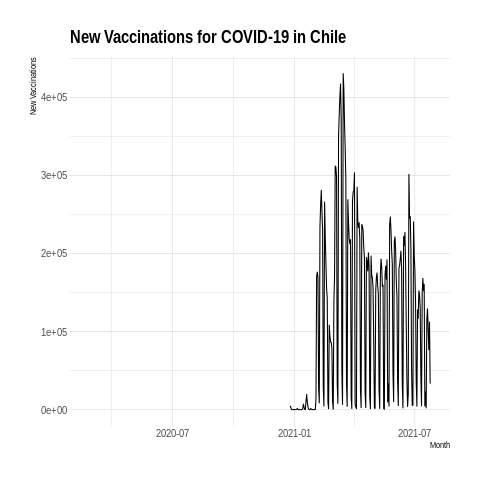 New Vaccinations for COVID-19 in Chile
New Vaccinations
4e+05
3e+05
2e+05
1e+05
0e+00
2020-07
2021-01
2021-07
Month